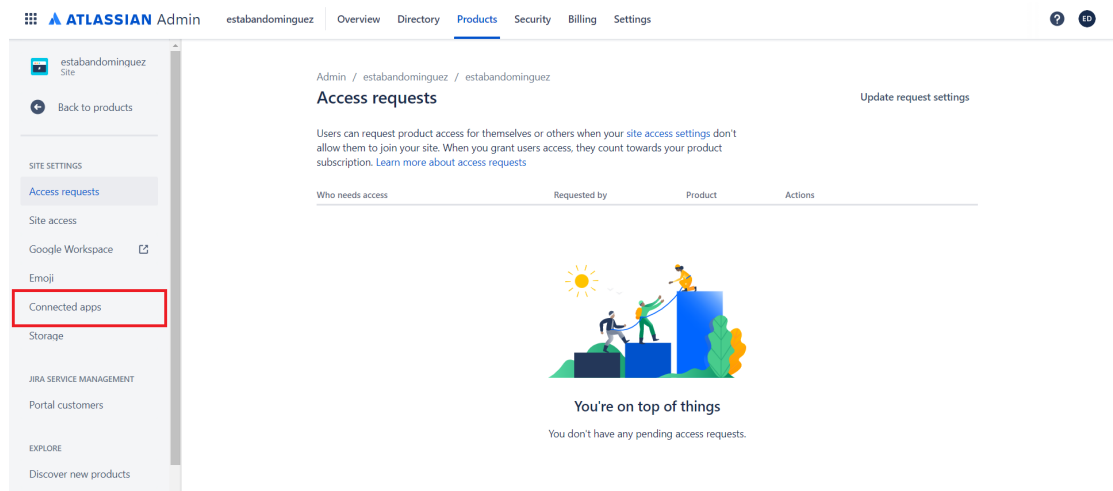 ATLASSIAN Admin estabandominguez Overview Directory Products Security Billing Settings ? ED
estabandominguez
Site
Back to products
SITE SETTINGS
Access requests
Site access
Google Workspace
Emoji
Connected apps
Storage
JIRA SERVICE MANAGEMENT
Portal customers
EXPLORE
Discover new products
Admin / estabandominguez / estabandominguez
Access requests
Update request settings
Users can request product access for themselves or others when your site access settings don't
allow them to join your site. When you grant users access, they count towards your product
subscription. Learn more about access requests
Who needs access Requested by Product Actions
You're on top of things
You don't have any pending access requests.